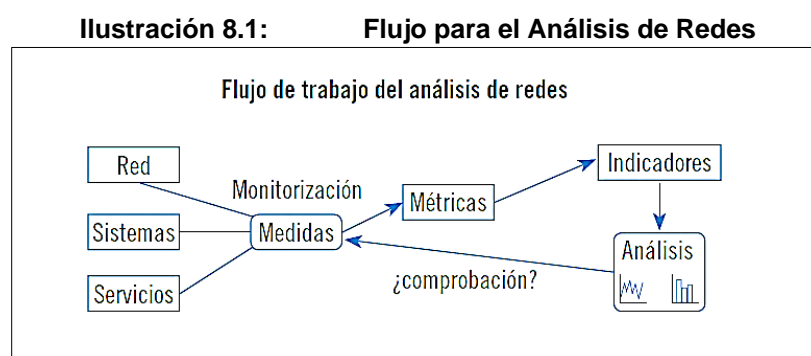 Ilustración 8.1: Flujo para el Análisis de Redes
Flujo de trabajo del análisis de redes
Red
Monitorización
Métricas
Indicadores
Sistemas
Medidas
Análisis
Servicios
¿comprobación?